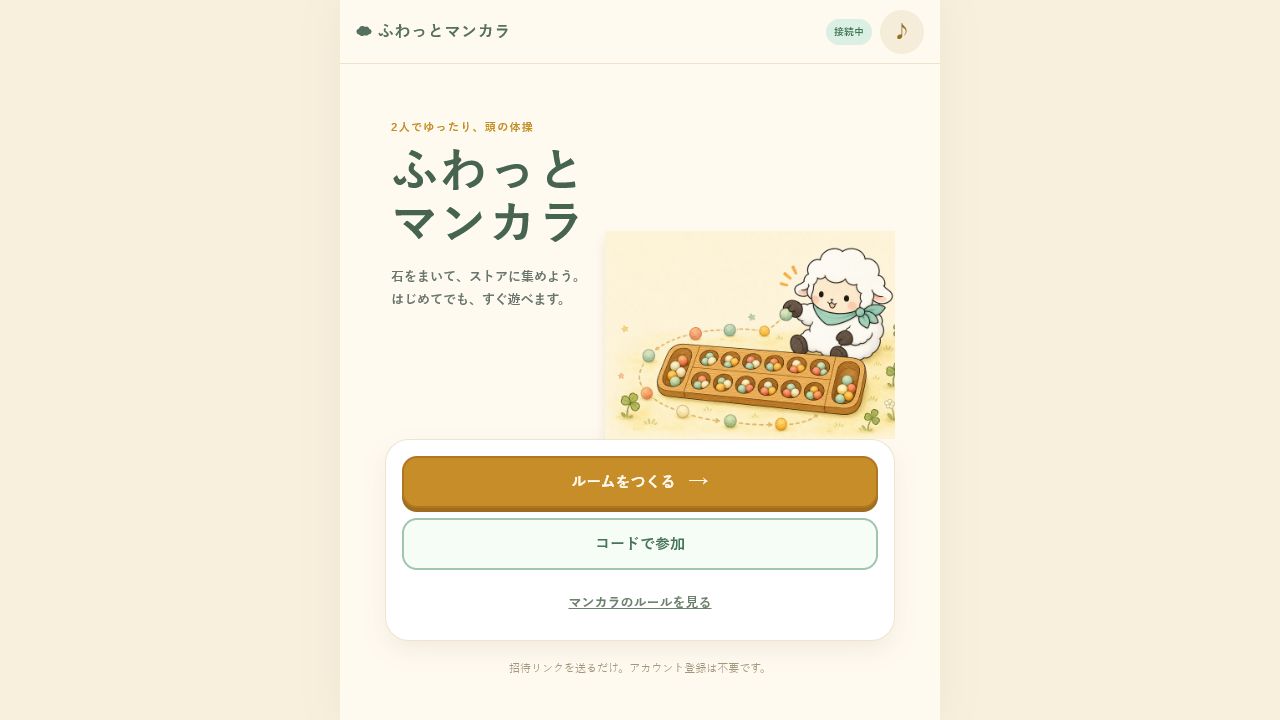 ふわっとマンカラ
接続中
♪
2人でゆったり、頭の体操
ふわっと
マンカラ
石をまいて、ストアに集めよう。
はじめてでも、すぐ遊べます。
ルームをつくる →
コードで参加
マンカラのルールを見る
招待リンクを送るだけ。アカウント登録は不要です。